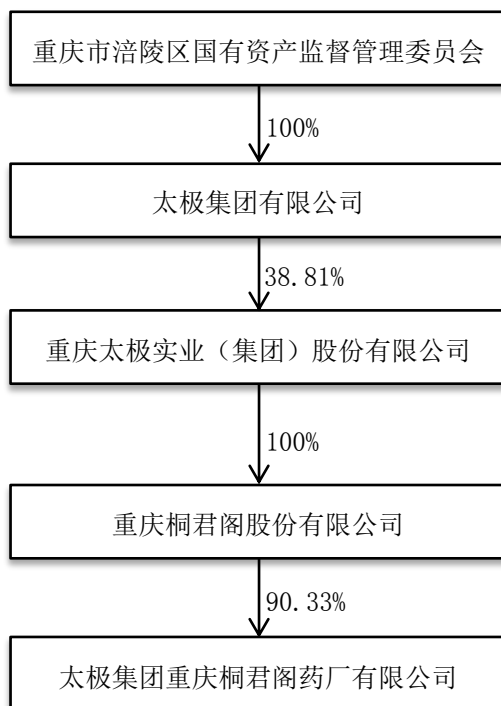 重庆市涪陵区国有资产监督管理委员会
100%
太极集团有限公司
38.81%
重庆太极实业（集团）股份有限公司
100%
重庆桐君阁股份有限公司
90.33%
太极集团重庆桐君阁药厂有限公司